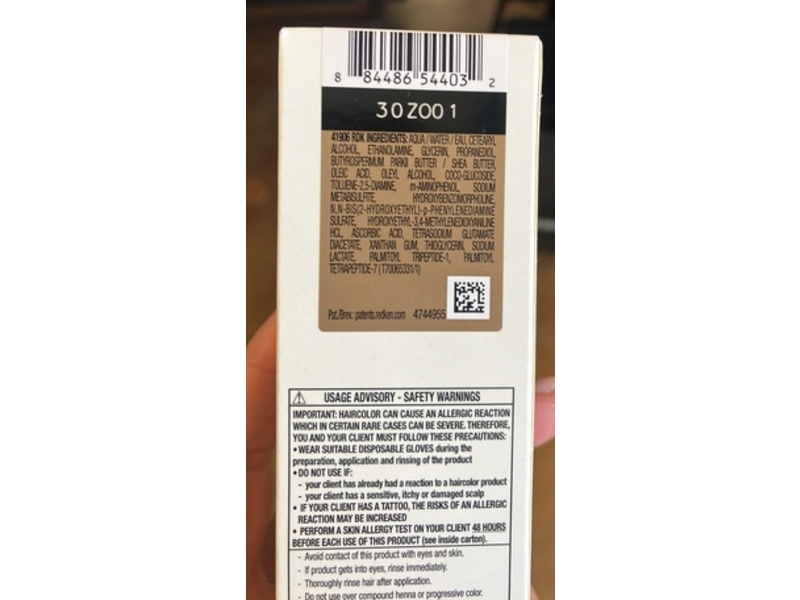 8 84486 54403 2
30Z001
41906 RDK INGREDIENTS: AQUA / WATER / EAU, CETEARYL
ALCOHOL, ETHANOLAMINE, GLYCERIN, PROPANEDIOL,
BUTYROSPERMUM PARKII BUTTER / SHEA BUTTER,
OLEIC ACID, OLEYL ALCOHOL, COCO-GLUCOSIDE,
TOLUENE-2,5-DIAMINE, m-AMINOPHENOL, SODIUM
METABISULFITE, HYDROXYBENZOMORPHOLINE,
N,N-BIS(2-HYDROXYETHYL)-p-PHENYLENEDIAMINE
SULFATE, HYDROXYETHYL-3,4-METHYLENEDIOXYANILINE
HCL, ASCORBIC ACID, TETRASODIUM GLUTAMATE
DIACETATE, XANTHAN GUM, THIOGLYCERIN, SODIUM
LACTATE, PALMITOYL TRIPEPTIDE-1, PALMITOYL
TETRAPEPTIDE-7 (T70065331/1)
Pat./Brev.: patents.redken.com 4744955
USAGE ADVISORY - SAFETY WARNINGS
IMPORTANT: HAIRCOLOR CAN CAUSE AN ALLERGIC REACTION
WHICH IN CERTAIN RARE CASES CAN BE SEVERE. THEREFORE,
YOU AND YOUR CLIENT MUST FOLLOW THESE PRECAUTIONS:
• WEAR SUITABLE DISPOSABLE GLOVES during the
preparation, application and rinsing of the product
• DO NOT USE IF:
- your client has already had a reaction to a haircolor product
- your client has a sensitive, itchy or damaged scalp
• IF YOUR CLIENT HAS A TATTOO, THE RISKS OF AN ALLERGIC
REACTION MAY BE INCREASED
• PERFORM A SKIN ALLERGY TEST ON YOUR CLIENT 48 HOURS
BEFORE EACH USE OF THIS PRODUCT (see inside carton).
- Avoid contact of this product with eyes and skin.
- If product gets into eyes, rinse immediately.
- Thoroughly rinse hair after application.
- Do not use over compound henna or progressive color.